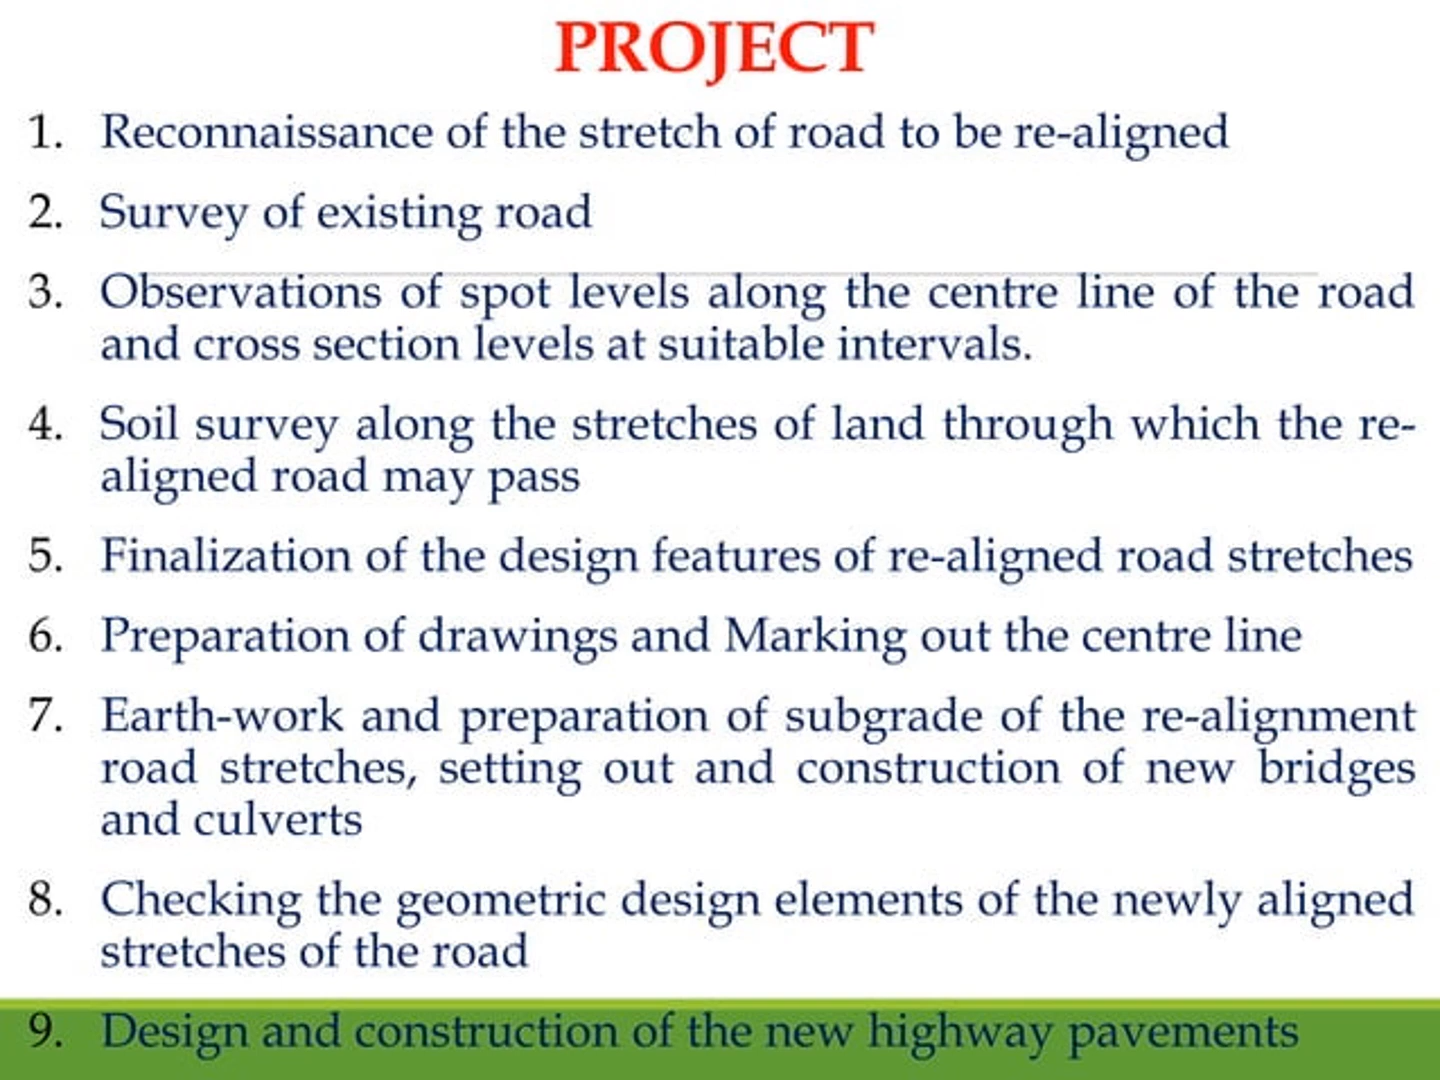 PROJECT
1. Reconnaissance of the stretch of road to be re-aligned
2. Survey of existing road
3. Observations of spot levels along the centre line of the road
and cross section levels at suitable intervals.
4. Soil survey along the stretches of land through which the re-
aligned road may pass
5. Finalization of the design features of re-aligned road stretches
6. Preparation of drawings and Marking out the centre line
7. Earth-work and preparation of subgrade of the re-alignment
road stretches, setting out and construction of new bridges
and culverts
8. Checking the geometric design elements of the newly aligned
stretches of the road
9. Design and construction of the new highway pavements